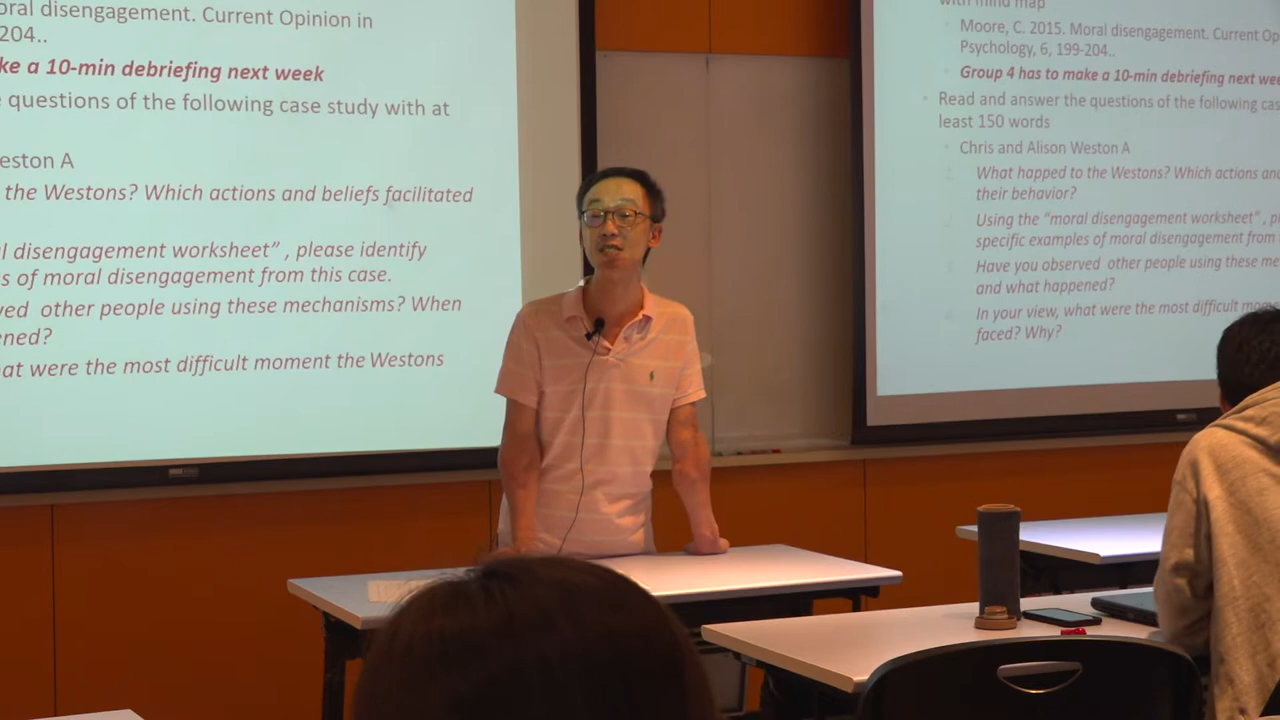 oral disengagement. Current Opinion in
204..
ke a 10-min debriefing next week
e questions of the following case study with at
eston A
the Westons? Which actions and beliefs facilitated
al disengagement worksheet" , please identify
s of moral disengagement from this case.
ved other people using these mechanisms? When
ened?
at were the most difficult moment the Westons
with mind map
Moore, C. 2015. Moral disengagement. Current Op
Psychology, 6, 199-204..
Group 4 has to make a 10-min debriefing next wee
Read and answer the questions of the following cas
least 150 words
Chris and Alison Weston A
What happed to the Westons? Which actions and
their behavior?
Using the "moral disengagement worksheet" , pl
specific examples of moral disengagement from
Have you observed other people using these me
and what happened?
In your view, what were the most difficult mom
faced? Why?